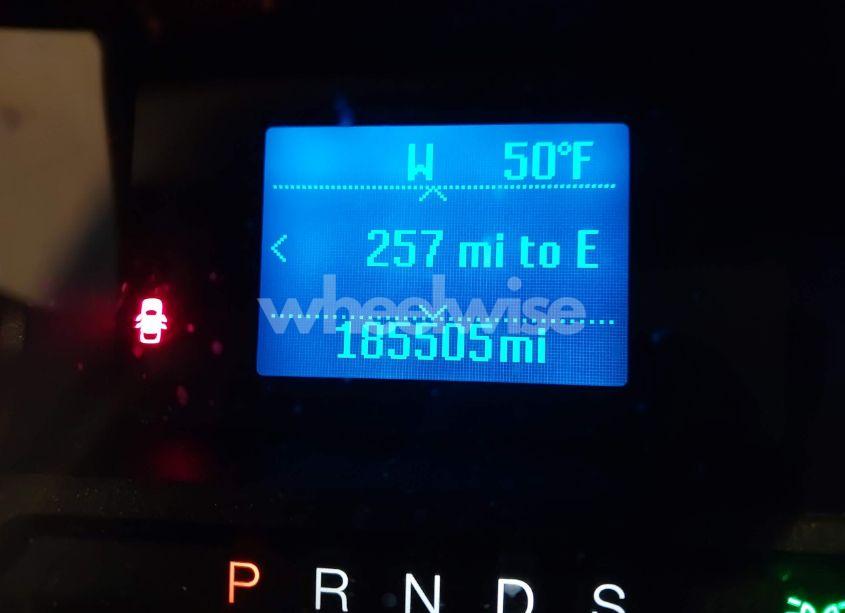 W 50°F
257 mi to E
wheelwise
185505mi
P R N D S